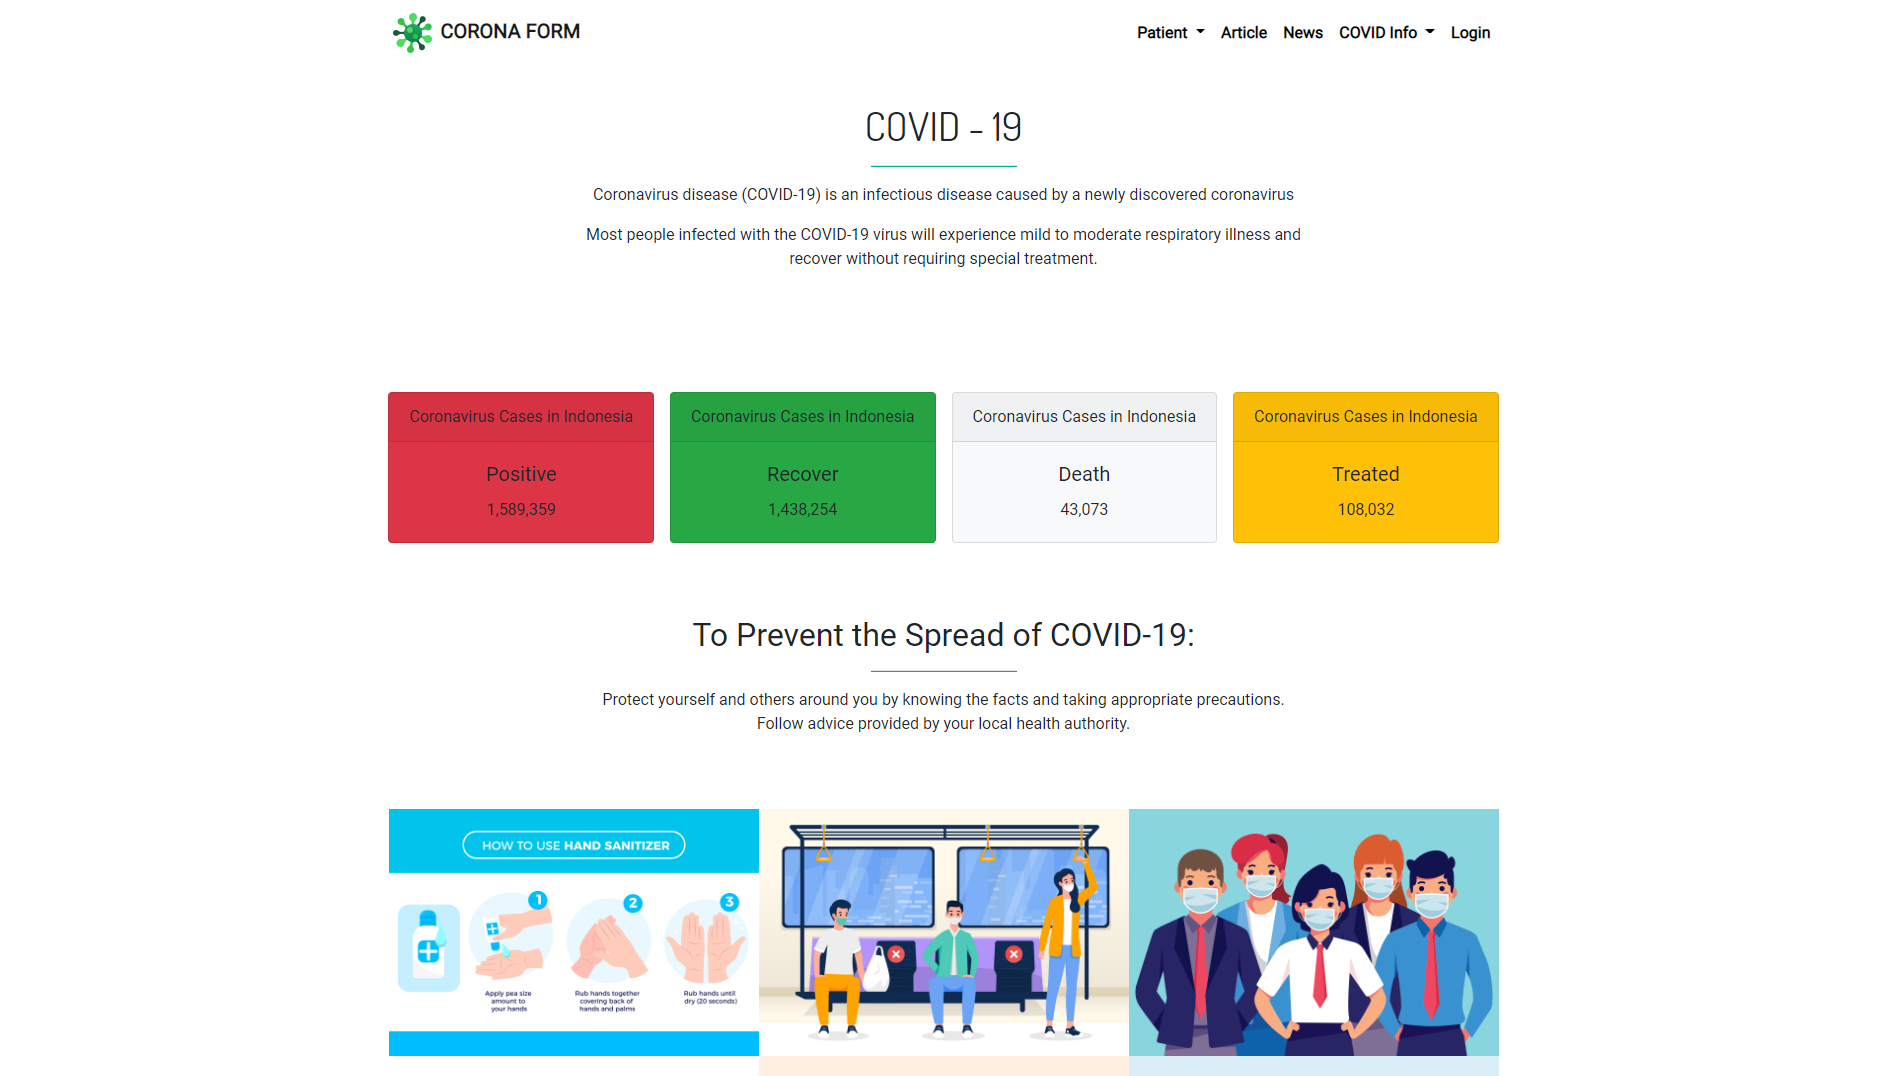 CORONA FORM
Patient
Article
News
COVID Info
Login
COVID - 19
Coronavirus disease (COVID-19) is an infectious disease caused by a newly discovered coronavirus
Most people infected with the COVID-19 virus will experience mild to moderate respiratory illness and
recover without requiring special treatment.
Coronavirus Cases in Indonesia
Positive
1,589,359
Coronavirus Cases in Indonesia
Recover
1,438,254
Coronavirus Cases in Indonesia
Death
43,073
Coronavirus Cases in Indonesia
Treated
108,032
To Prevent the Spread of COVID-19:
Protect yourself and others around you by knowing the facts and taking appropriate precautions.
Follow advice provided by your local health authority.
HOW TO USE HAND SANITIZER
1
Apply pea size
amount to
your hands
2
Rub hands together
covering back of
hands and palms
3
Rub hands until
dry (20 seconds)